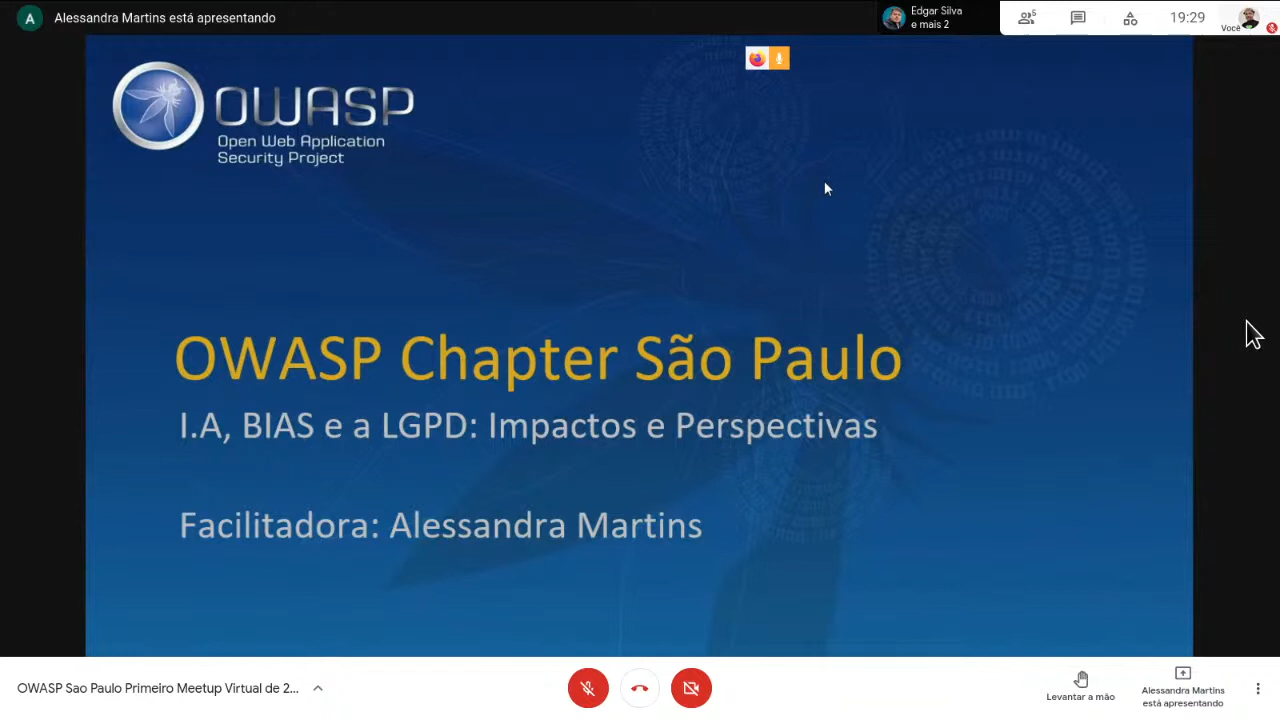 A
Alessandra Martins está apresentando
Edgar Silva
e mais 2
5
19:29
Você
OWASP
Open Web Application
Security Project
OWASP Chapter São Paulo
I.A, BIAS e a LGPD: Impactos e Perspectivas
Facilitadora: Alessandra Martins
OWASP Sao Paulo Primeiro Meetup Virtual de 2...
Levantar a mão
Alessandra Martins
está apresentando